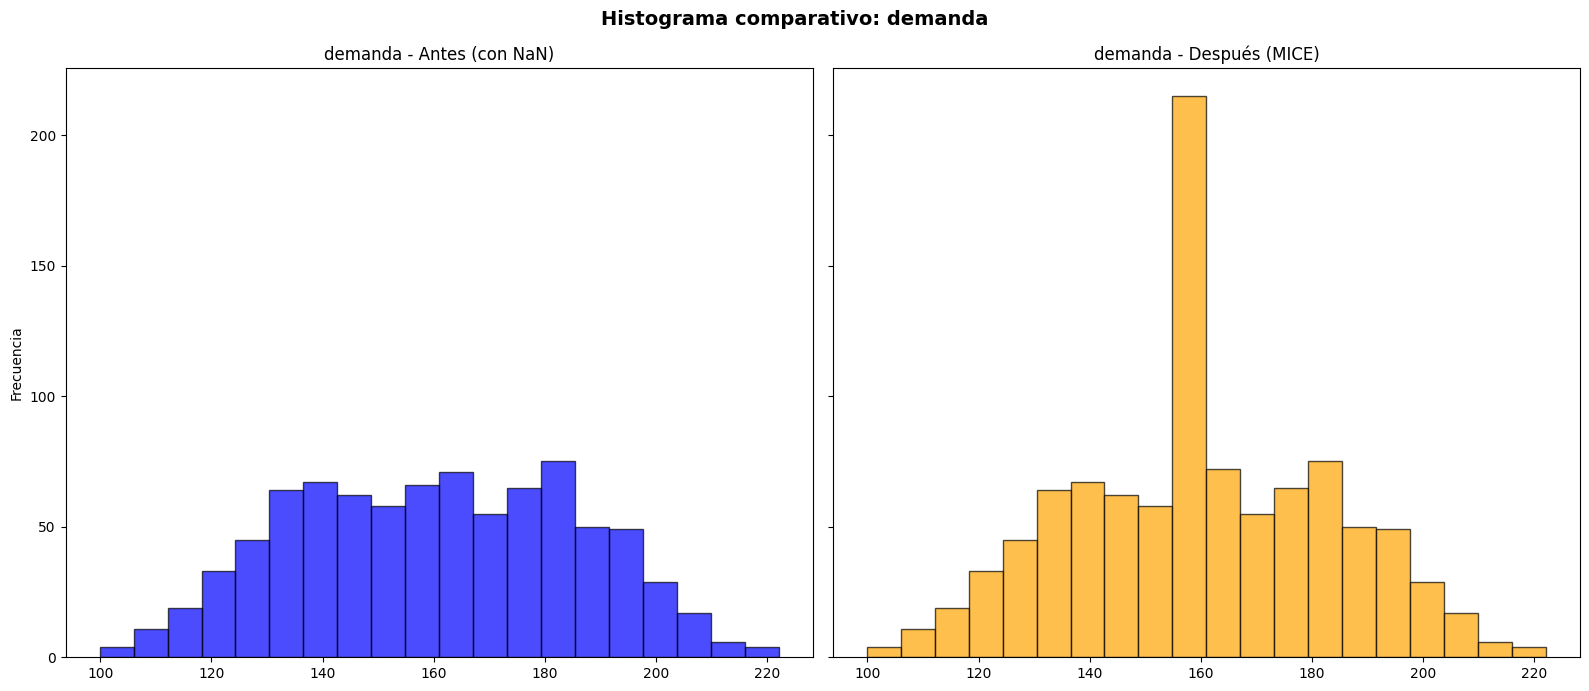 Histograma comparativo: demanda
demanda - Antes (con NaN)
demanda - Después (MICE)
Frecuencia
200
150
100
50
0
100 120 140 160 180 200 220
100 120 140 160 180 200 220